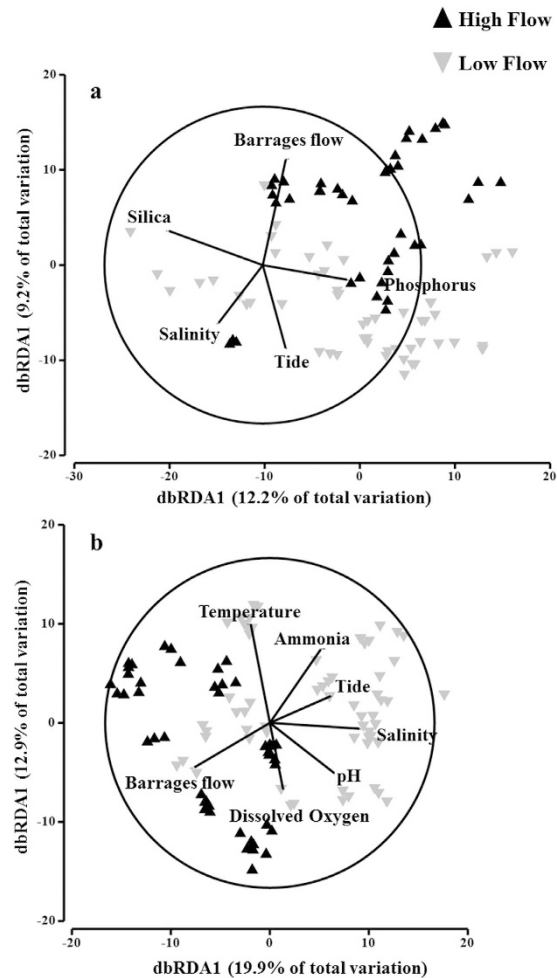 High Flow
Low Flow
a
20
10
0
-10
-20
dbRDA1 (9.2% of total variation)
Barrages flow
Silica
Phosphorus
Salinity
Tide
-30
-20
-10
0
10
20
dbRDA1 (12.2% of total variation)
b
20
10
0
-10
-20
dbRDA1 (12.9% of total variation)
Temperature
Ammonia
Tide
Salinity
pH
Barrages flow
Dissolved Oxygen
-20
-10
0
10
20
dbRDA1 (19.9% of total variation)